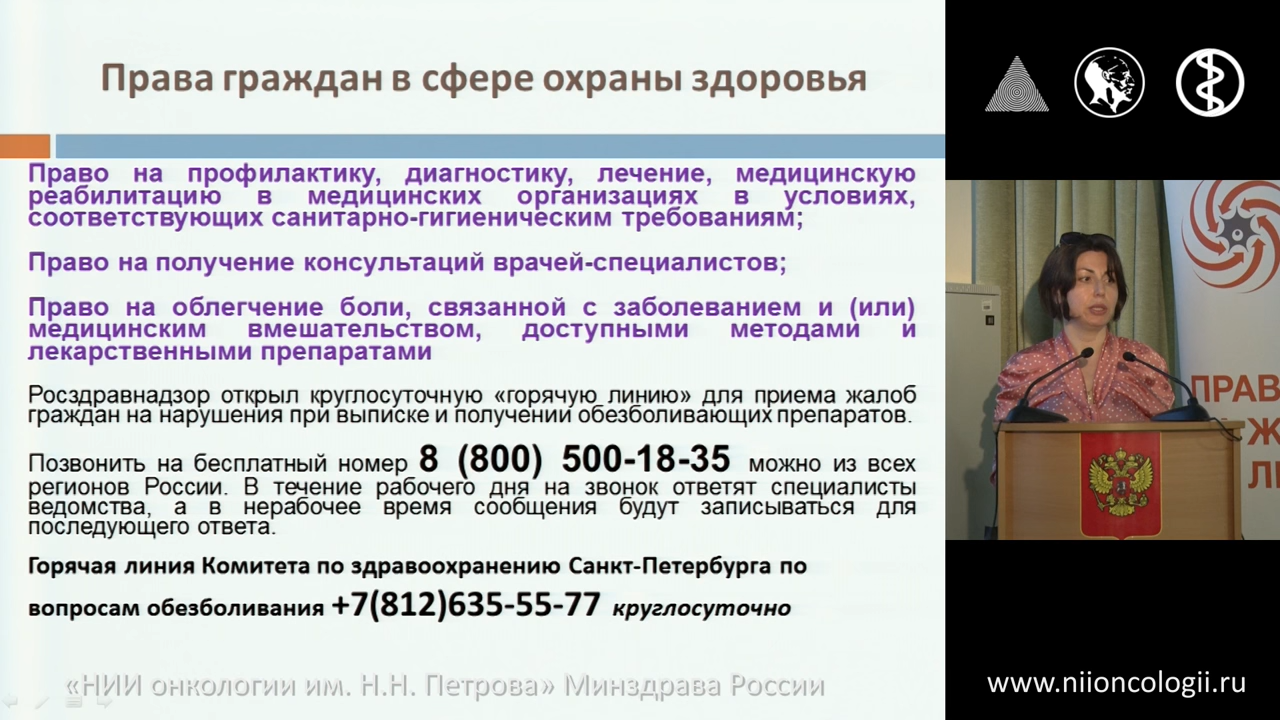 Права граждан в сфере охраны здоровья
Право на профилактику, диагностику, лечение, медицинскую
реабилитацию в медицинских организациях в условиях,
соответствующих санитарно-гигиеническим требованиям;
Право на получение консультаций врачей-специалистов;
Право на облегчение боли, связанной с заболеванием и (или)
медицинским вмешательством, доступными методами и
лекарственными препаратами
Росздравнадзор открыл круглосуточную «горячую линию» для приема жалоб
граждан на нарушения при выписке и получении обезболивающих препаратов.
Позвонить на бесплатный номер 8 (800) 500-18-35 можно из всех
регионов России. В течение рабочего дня на звонок ответят специалисты
ведомства, а в нерабочее время сообщения будут записываться для
последующего ответа.
Горячая линия Комитета по здравоохранению Санкт-Петербурга по
вопросам обезболивания +7(812)635-55-77 круглосуточно
«НИИ онкологии им. Н.Н. Петрова» Минздрава России
ПРАВ
Ж
www.niioncologii.ru